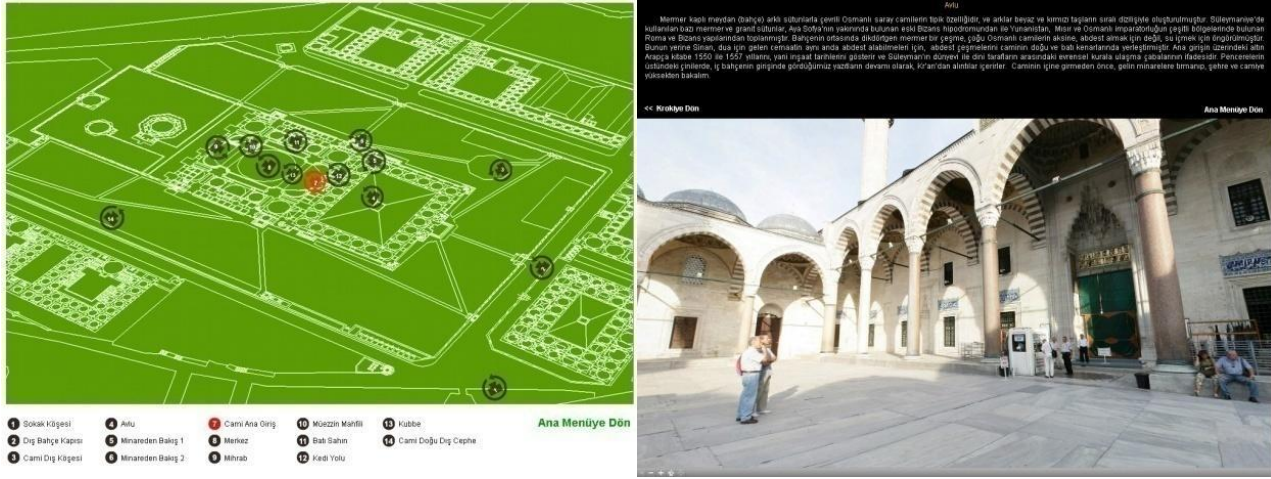 1 Sokak Köşesi
2 Dış Bahçe Kapısı
3 Cami Dış Köşesi
4 Avlu
5 Minareden Bakış 1
6 Minareden Bakış 2
7 Cami Ana Giriş
8 Merkez
9 Mihrab
10 Müezzin Mahfili
11 Batı Sahın
12 Kedi Yolu
13 Kubbe
14 Cami Doğu Dış Cephe
Ana Menüye Dön
Avlu
Mermer kaplı meydan (bahçe) arklı sütunlarla çevrili Osmanlı saray camilerin tipik özelliğidir, ve arklar beyaz ve kırmızı taşların sıralı dizilişiyle oluşturulmuştur. Süleymaniye'de
kullanılan bazı mermer ve granit sütunlar, Aya Sofya'nın yakınında bulunan eski Bizans hipodromundan ile Yunanistan, Mısır ve Osmanlı imparatorluğun çeşitli bölgelerinde bulunan
Roma ve Bizans yapılarından toplanmıştır. Bahçenin ortasında dikdörtgen mermer bir çeşme, çoğu Osmanlı camilerin aksine, abdest almak için değil, su içmek için öngörülmüştür.
Bunun yerine Sinan, dua için gelen cemaatin aynı anda abdest alabilmeleri için, abdest çeşmelerini caminin doğu ve batı kenarlarında yerleştirmiştir. Ana girişin üzerindeki altın
Arapça kitabe 1550 ile 1557 yıllarını, yani inşaat tarihlerini gösterir ve Süleyman'ın dünyevi ile dini tarafların arasındaki evrensel kurala ulaşma çabalarının ifadesidir. Pencerelerin
üstündeki çinilerde, iç bahçenin girişinde gördüğümüz yazıtların devamı olarak, Kr'an'dan alıntılar içerirler. Caminin içine girmeden önce, gelin minarelere tırmanıp, şehre ve camiye
yüksekten bakalım.
<< Krokiye Dön
Ana Menüye Dön